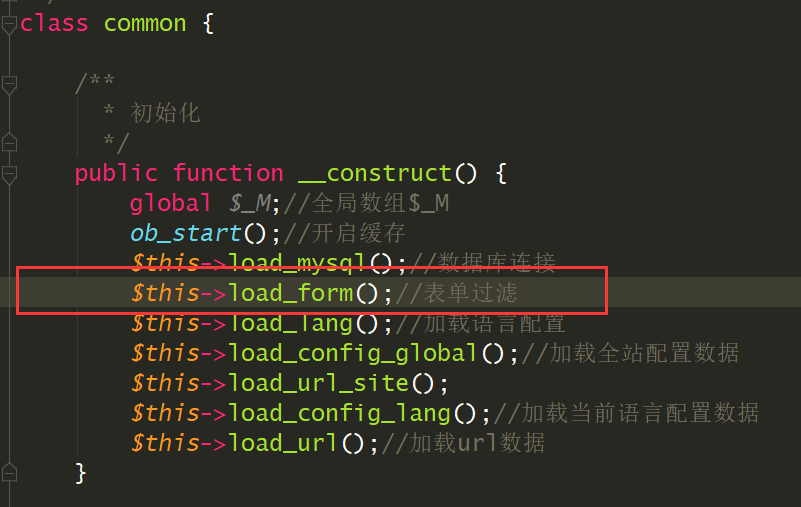 class common {
/**
* 初始化
*/
public function __construct() {
global $_M;//全局数组$_M
ob_start();//开启缓存
$this->load_mysql();//数据库连接
$this->load_form();//表单过滤
$this->load_lang();//加载语言配置
$this->load_config_global();//加载全站配置数据
$this->load_url_site();
$this->load_config_lang();//加载当前语言配置数据
$this->load_url();//加载url数据
}